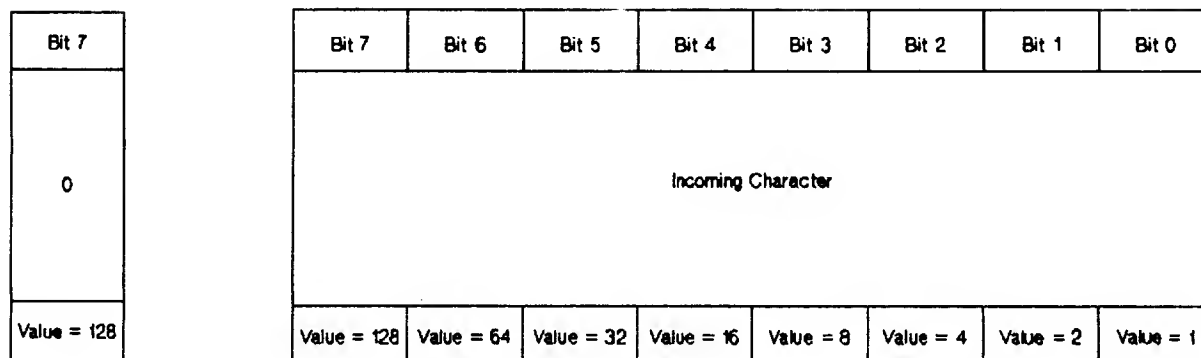 Bit 7
0
Value = 128
Bit 7 Bit 6 Bit 5 Bit 4 Bit 3 Bit 2 Bit 1 Bit 0
Incoming Character
Value = 128 Value = 64 Value = 32 Value = 16 Value = 8 Value = 4 Value = 2 Value = 1